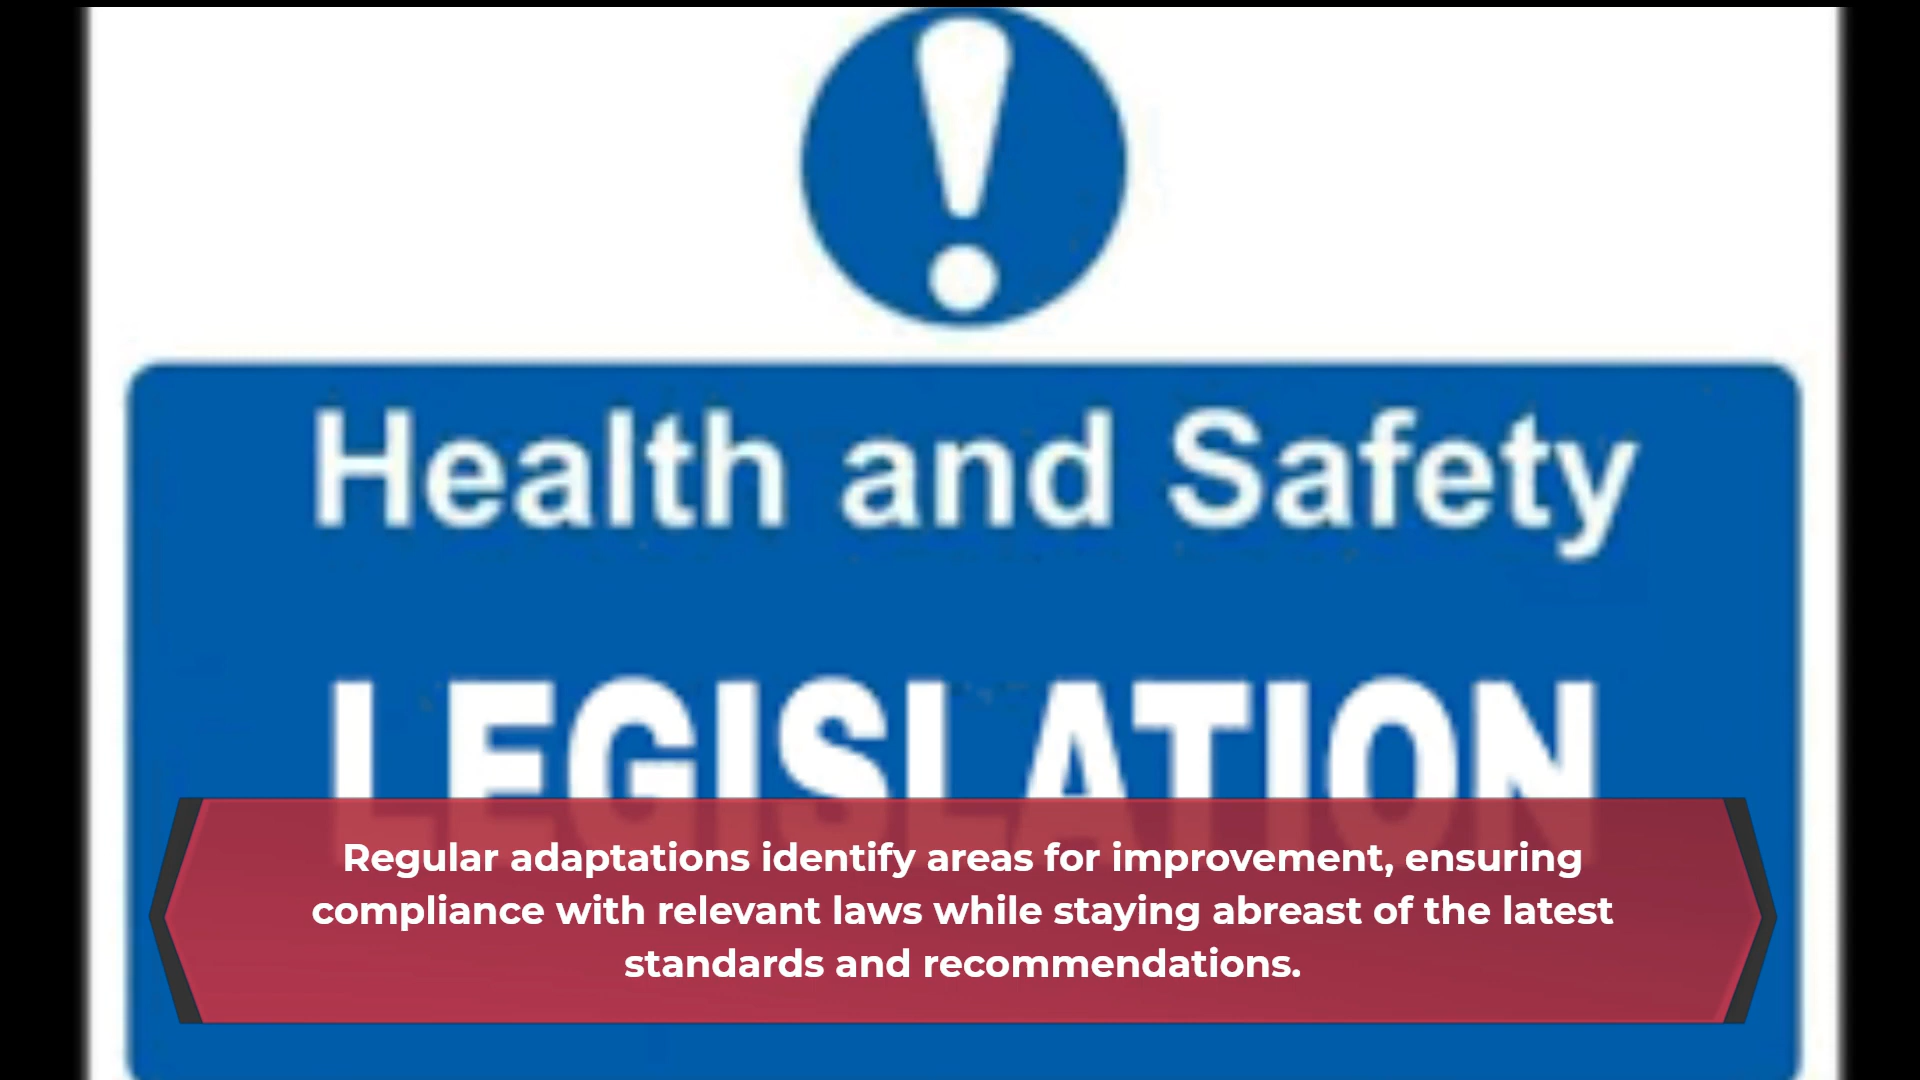 Health and Safety
LEGISLATION
Regular adaptations identify areas for improvement, ensuring
compliance with relevant laws while staying abreast of the latest
standards and recommendations.